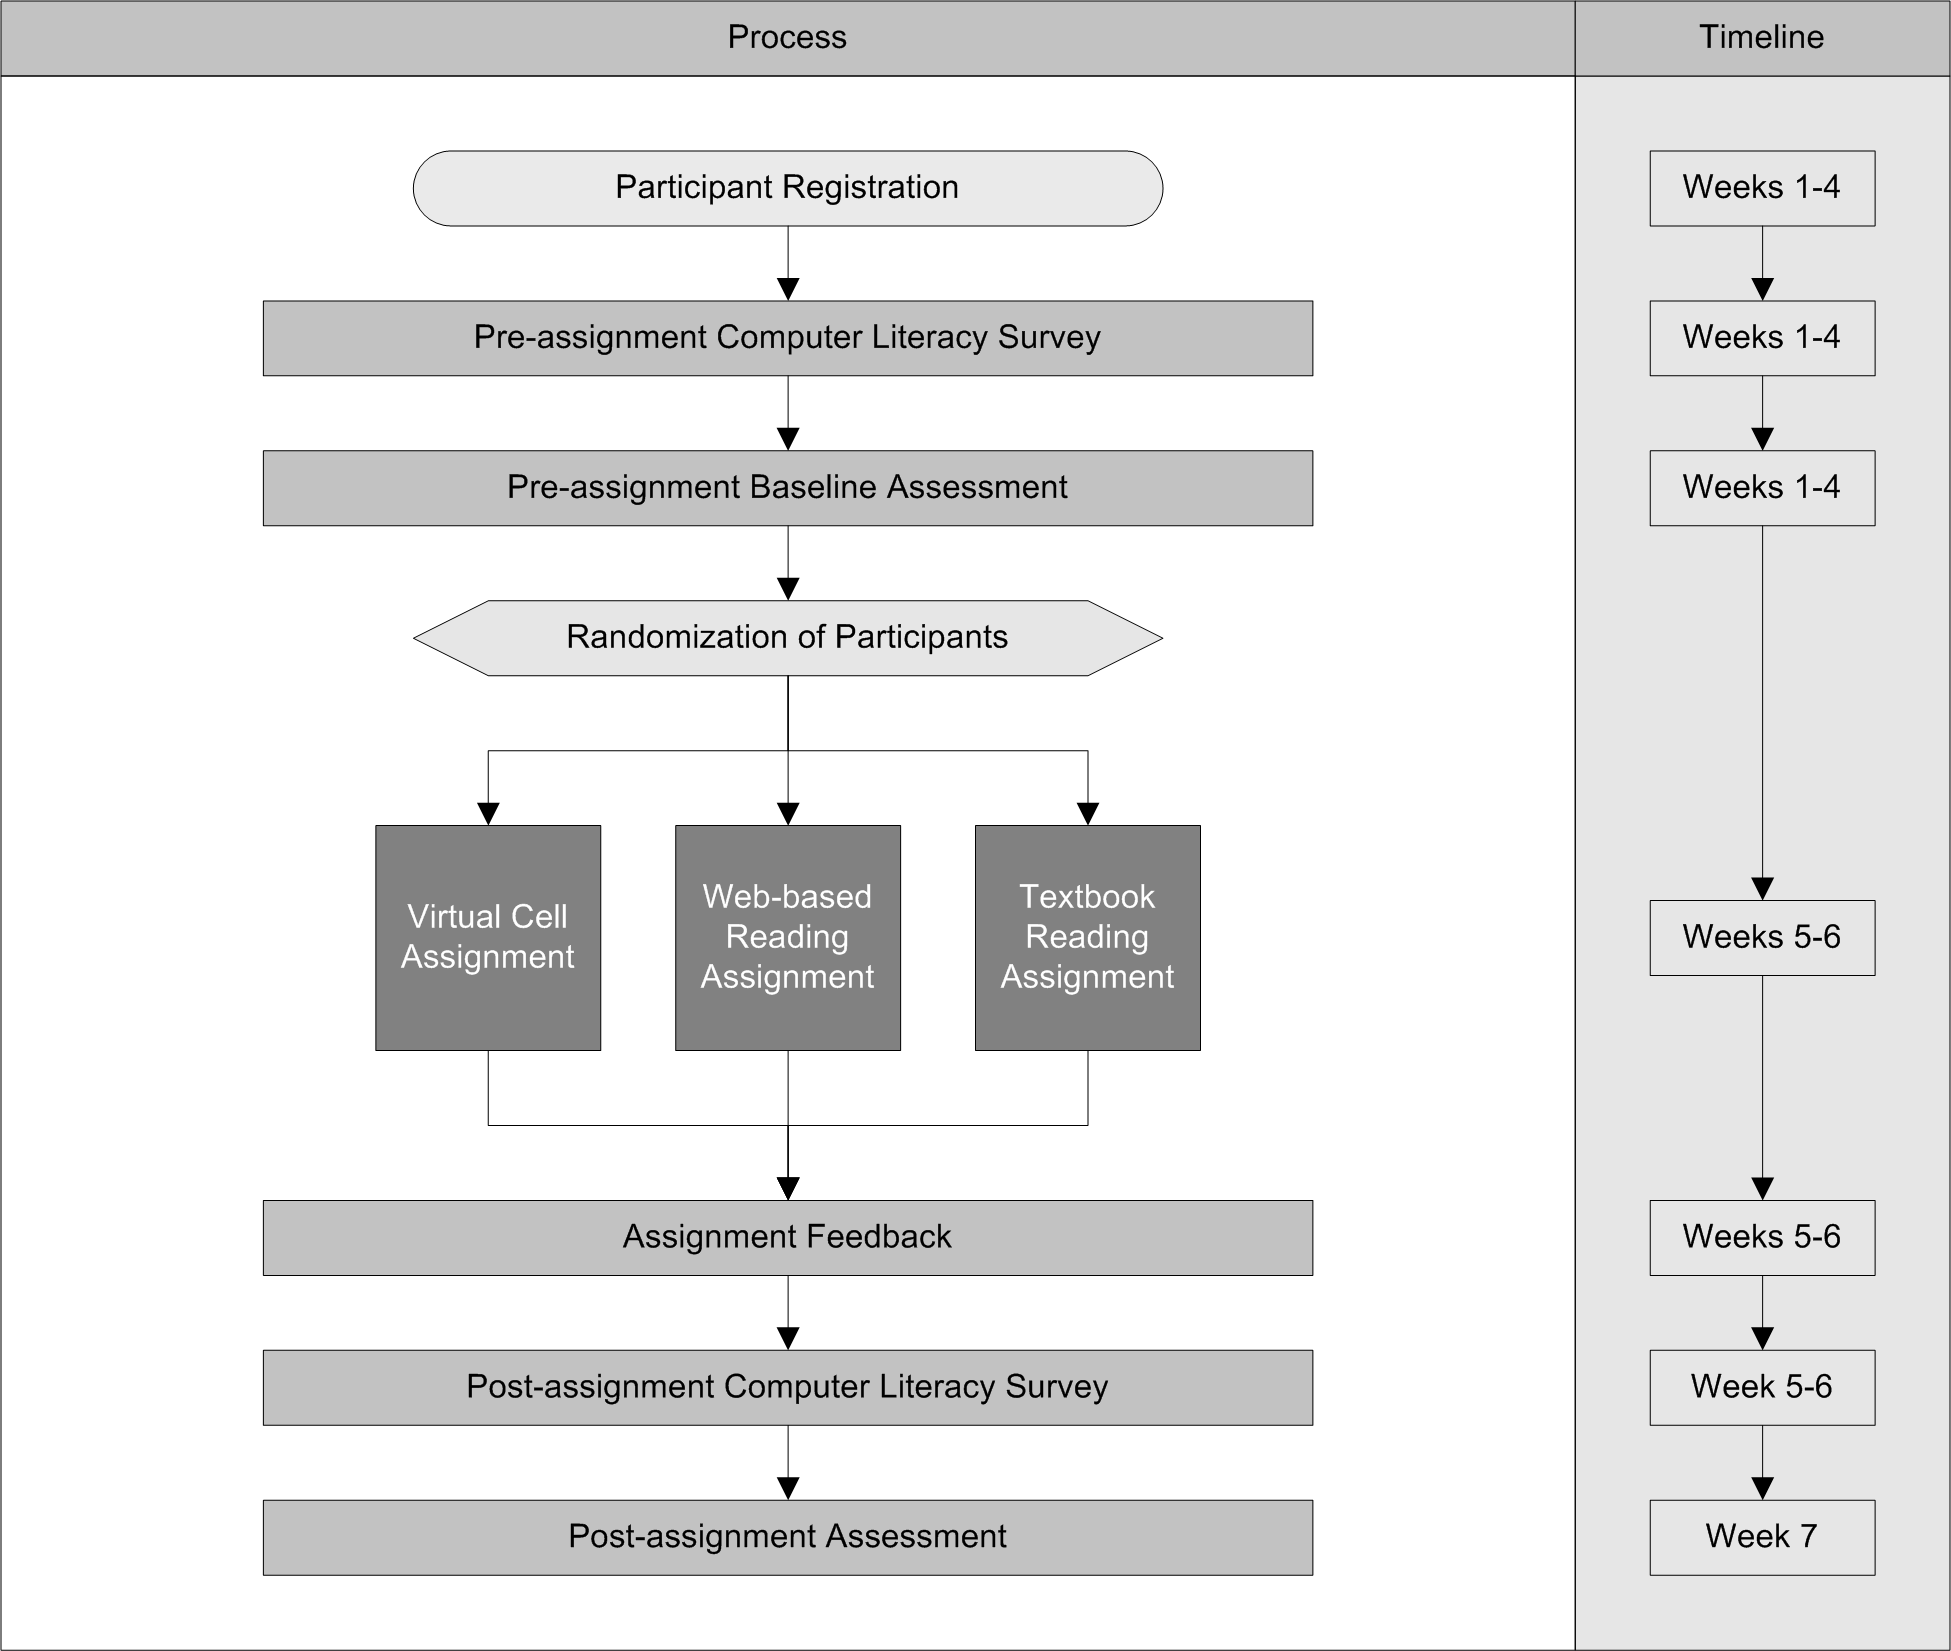 Process
Timeline
Participant Registration
Weeks 1-4
Pre-assignment Computer Literacy Survey
Weeks 1-4
Pre-assignment Baseline Assessment
Weeks 1-4
Randomization of Participants
Virtual Cell
Assignment
Web-based
Reading
Assignment
Textbook
Reading
Assignment
Weeks 5-6
Assignment Feedback
Weeks 5-6
Post-assignment Computer Literacy Survey
Week 5-6
Post-assignment Assessment
Week 7